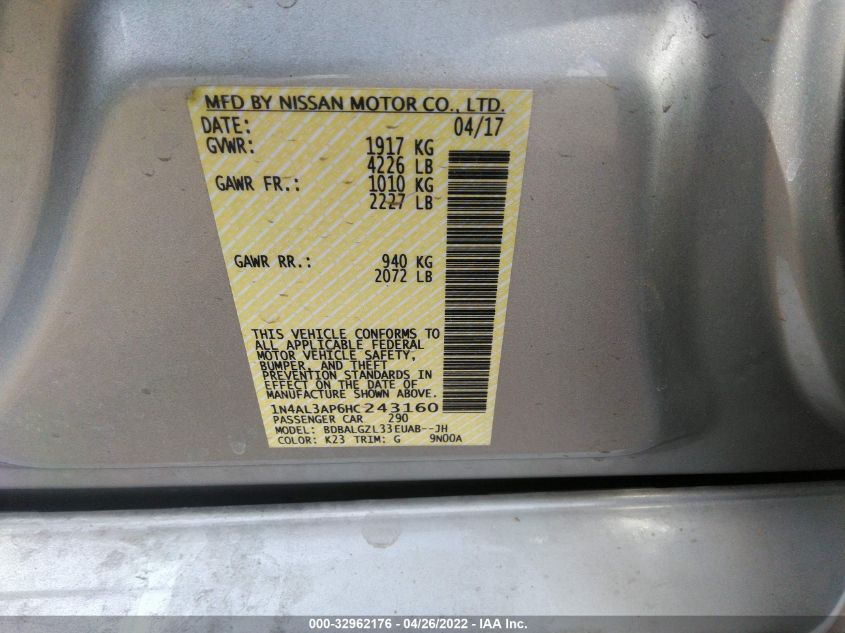 MFD BY NISSAN MOTOR CO., LTD.
DATE: 04/17
GVWR: 1917 KG
4226 LB
GAWR FR.: 1010 KG
2227 LB
GAWR RR.: 940 KG
2072 LB
THIS VEHICLE CONFORMS TO
ALL APPLICABLE FEDERAL
MOTOR VEHICLE SAFETY,
BUMPER, AND THEFT
PREVENTION STANDARDS IN
EFFECT ON THE DATE OF
MANUFACTURE SHOWN ABOVE.
1N4AL3AP6HC243160
PASSENGER CAR 290
MODEL: BDBALGZL33EUAB--JH
COLOR: K23 TRIM: G 9N00A
000-32962176 - 04/26/2022 - IAA Inc.